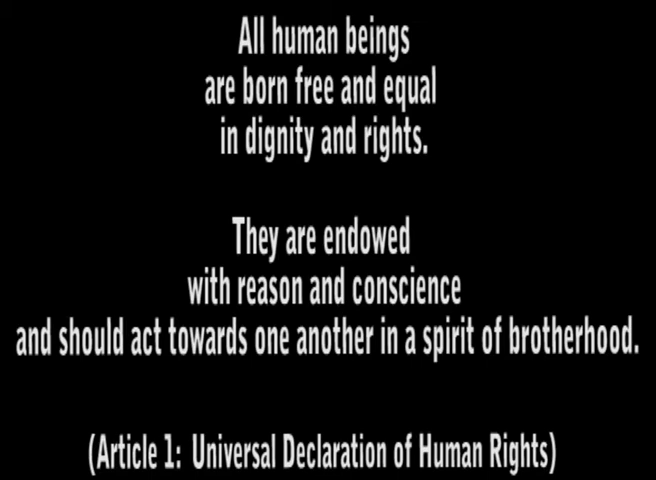 All human beings
are born free and equal
in dignity and rights.
They are endowed
with reason and conscience
and should act towards one another in a spirit of brotherhood.
(Article 1: Universal Declaration of Human Rights)